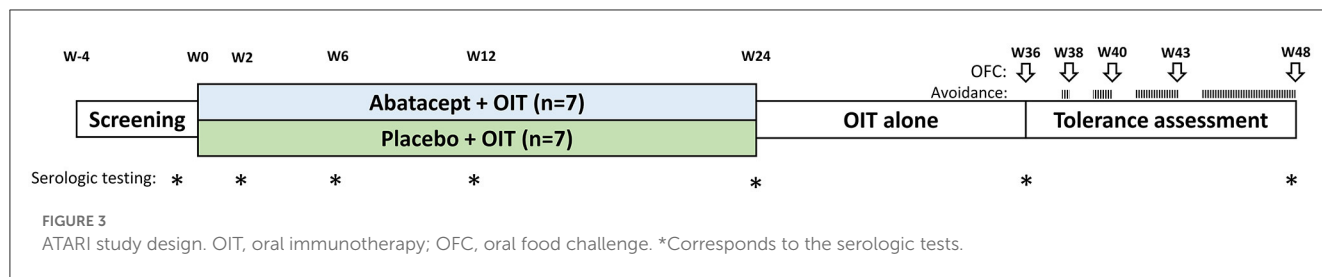 W-4 W0 W2 W6 W12 W24 W36 W38 W40 W43 W48
OFC:
Avoidance:
Screening
Abatacept + OIT (n=7)
Placebo + OIT (n=7)
OIT alone
Tolerance assessment
Serologic testing: * * * * * * *
FIGURE 3
ATARI study design. OIT, oral immunotherapy; OFC, oral food challenge. *Corresponds to the serologic tests.